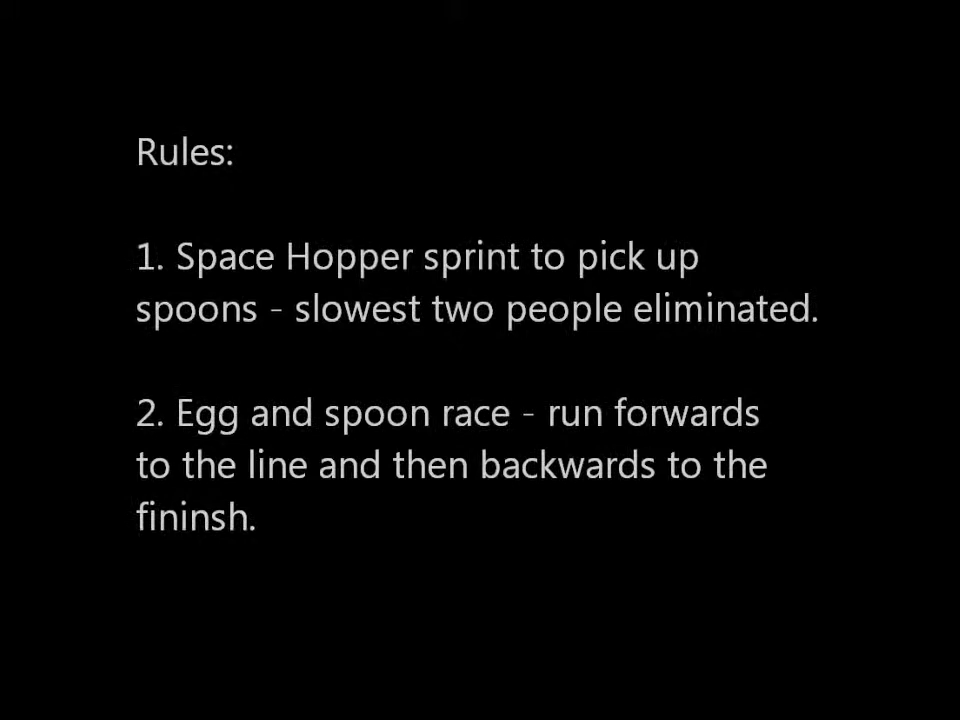 Rules:
1. Space Hopper sprint to pick up
spoons - slowest two people eliminated.
2. Egg and spoon race - run forwards
to the line and then backwards to the
fininsh.